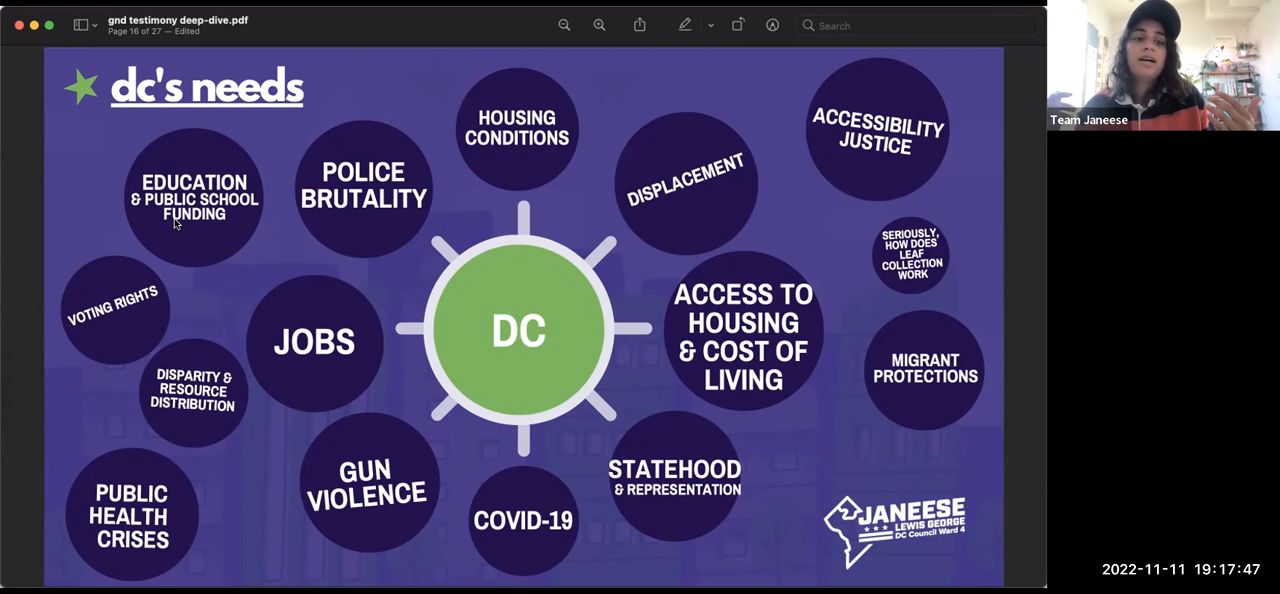 gnd testimony deep-dive.pdf
Page 16 of 27 — Edited
Search
Team Janeese
dc's needs
HOUSING
CONDITIONS
ACCESSIBILITY
JUSTICE
EDUCATION
& PUBLIC SCHOOL
FUNDING
POLICE
BRUTALITY
DISPLACEMENT
SERIOUSLY,
HOW DOES
LEAF
COLLECTION
WORK
VOTING RIGHTS
JOBS
DC
ACCESS TO
HOUSING
& COST OF
LIVING
MIGRANT
PROTECTIONS
DISPARITY &
RESOURCE
DISTRIBUTION
PUBLIC
HEALTH
CRISES
GUN
VIOLENCE
COVID-19
STATEHOOD
& REPRESENTATION
JANEESE
LEWIS GEORGE
DC Council Ward 4
2022-11-11 19:17:47